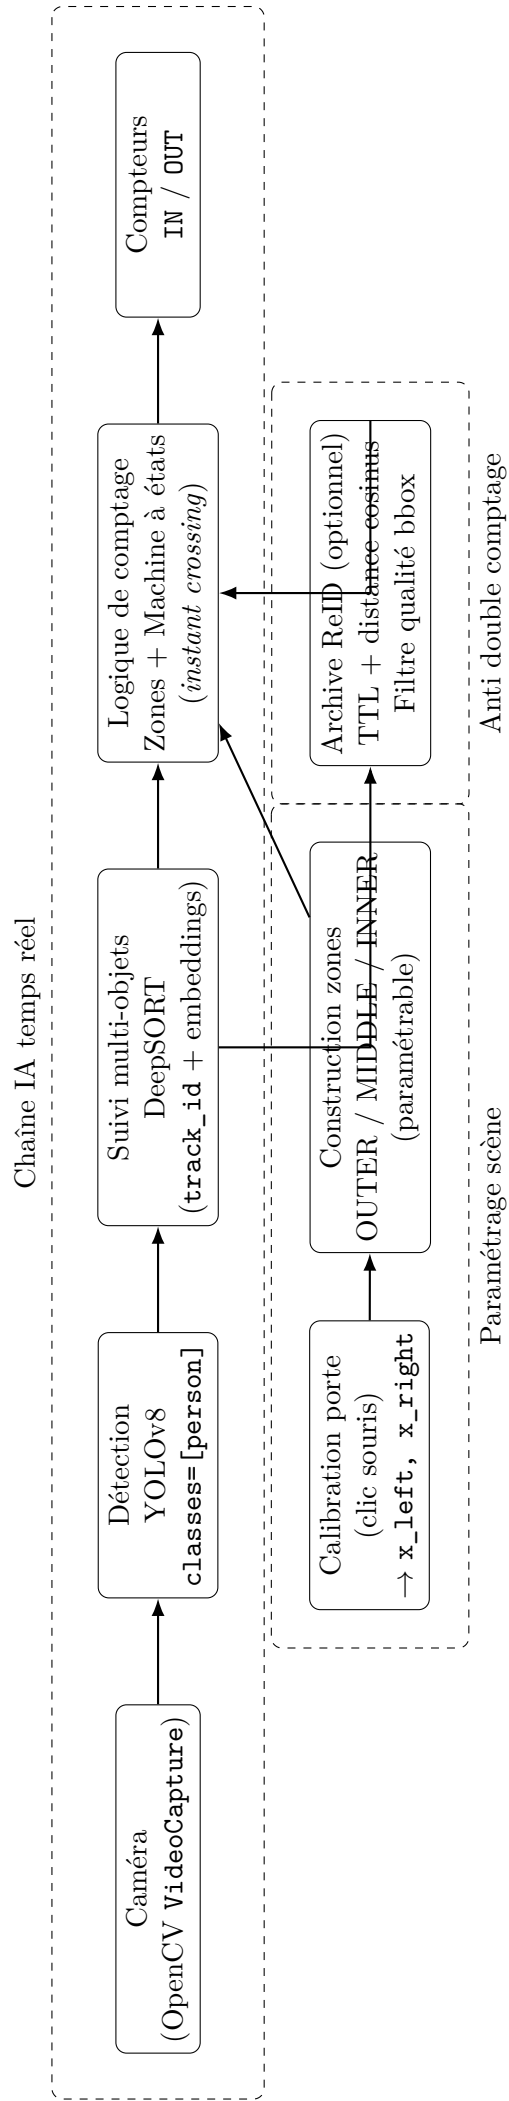 Chaîne IA temps réel
Caméra
(OpenCV VideoCapture)
Détection
YOLOv8
classes=[person]
Suivi multi-objets
DeepSORT
(track_id + embeddings)
Logique de comptage
Zones + Machine à états
(instant crossing)
Compteurs
IN / OUT
Calibration porte
(clic souris)
→ x_left, x_right
Construction zones
OUTER / MIDDLE / INNER
(paramétrable)
Archive ReID (optionnel)
TTL + distance cosinus
Filtre qualité bbox
Paramétrage scène
Anti double comptage